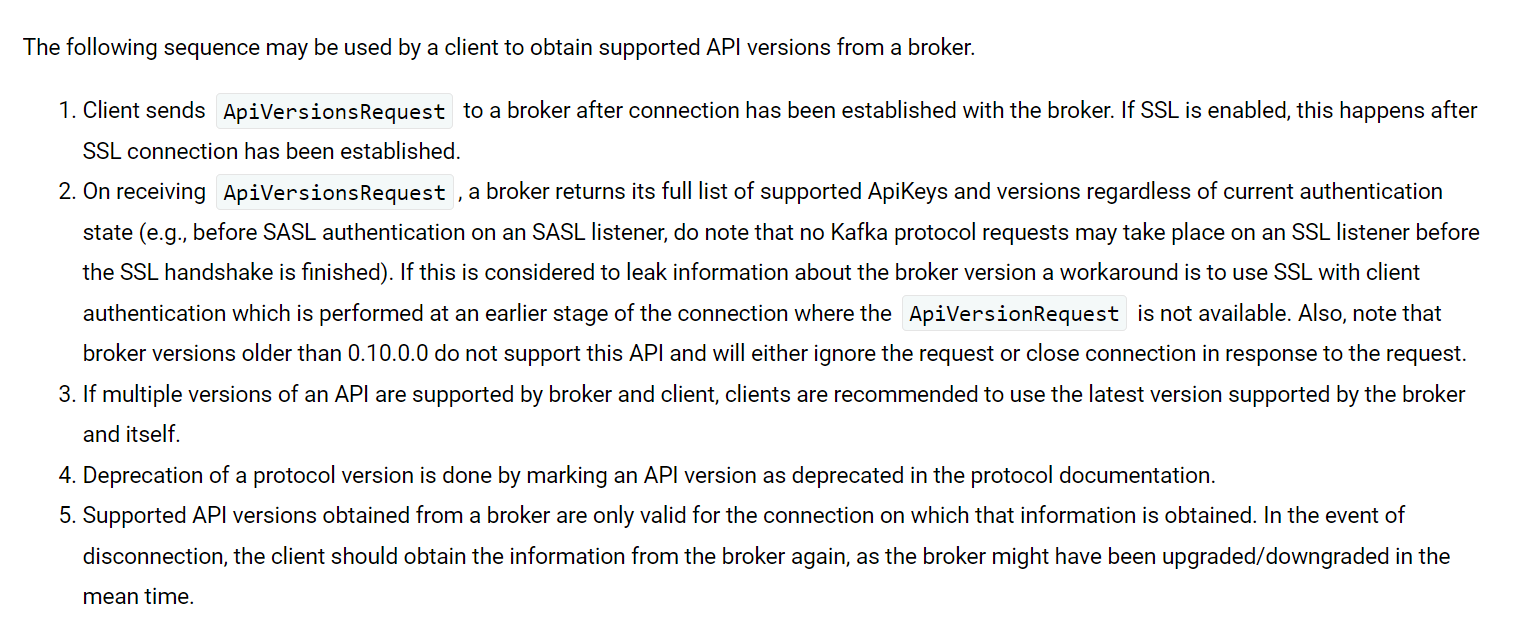 The following sequence may be used by a client to obtain supported API versions from a broker.
1. Client sends ApiVersionsRequest to a broker after connection has been established with the broker. If SSL is enabled, this happens after
SSL connection has been established.
2. On receiving ApiVersionsRequest , a broker returns its full list of supported ApiKeys and versions regardless of current authentication
state (e.g., before SASL authentication on an SASL listener, do note that no Kafka protocol requests may take place on an SSL listener before
the SSL handshake is finished). If this is considered to leak information about the broker version a workaround is to use SSL with client
authentication which is performed at an earlier stage of the connection where the ApiVersionRequest is not available. Also, note that
broker versions older than 0.10.0.0 do not support this API and will either ignore the request or close connection in response to the request.
3. If multiple versions of an API are supported by broker and client, clients are recommended to use the latest version supported by the broker
and itself.
4. Deprecation of a protocol version is done by marking an API version as deprecated in the protocol documentation.
5. Supported API versions obtained from a broker are only valid for the connection on which that information is obtained. In the event of
disconnection, the client should obtain the information from the broker again, as the broker might have been upgraded/downgraded in the
mean time.